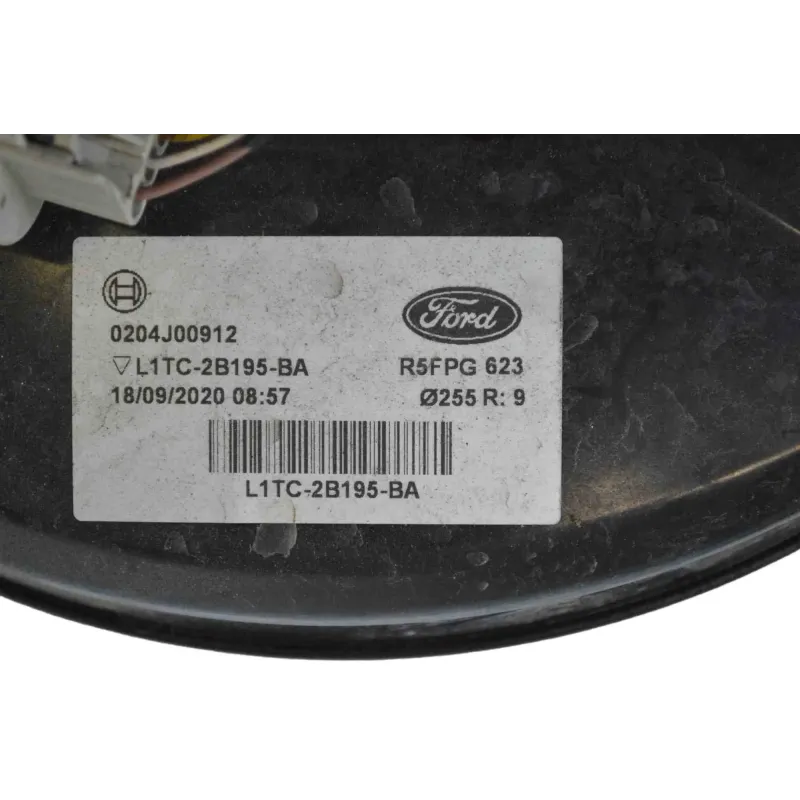 Ford
0204J00912
▽L1TC-2B195-BA R5FPG 623
18/09/2020 08:57 Ø255 R: 9
L1TC-2B195-BA